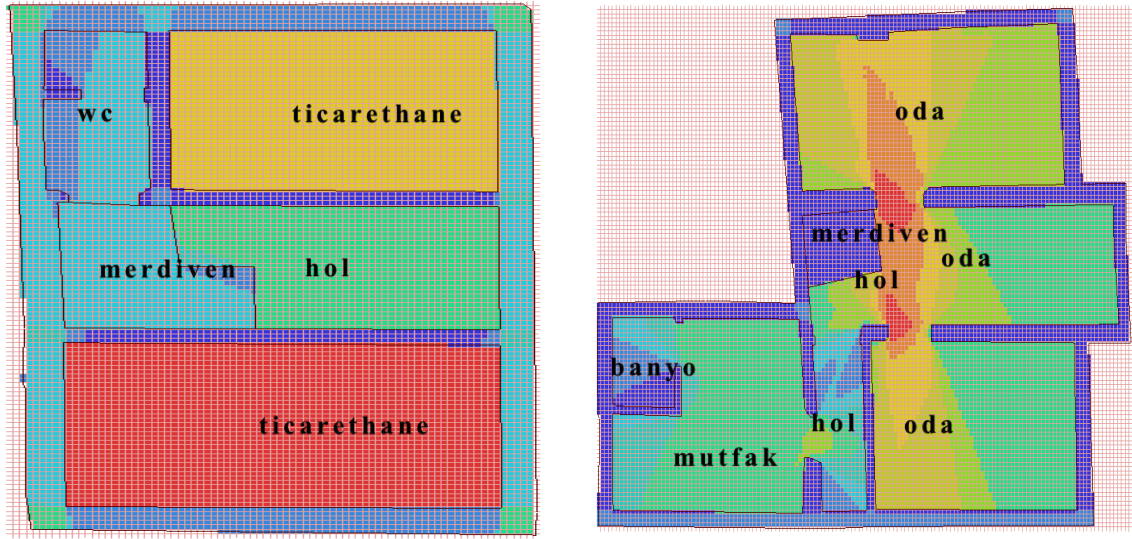 wc
ticarethane
merdiven
hol
ticarethane
oda
merdiven
oda
hol
banyo
hol
oda
mutfak